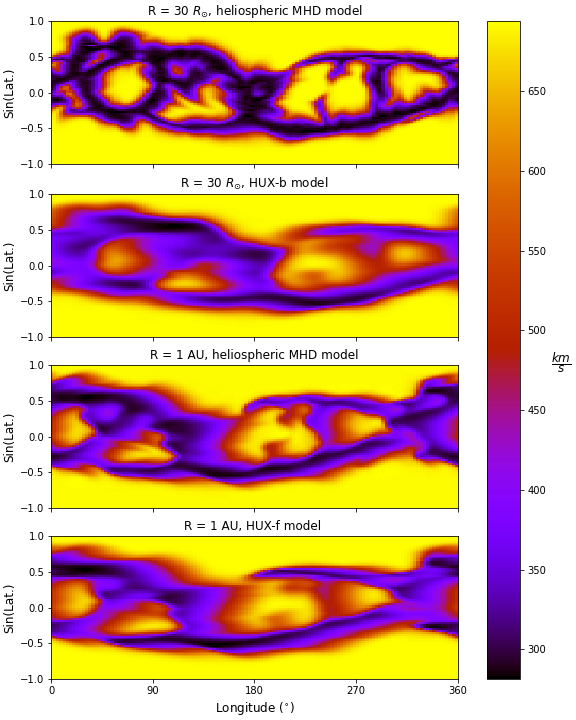 R = 30 R☉, heliospheric MHD model
1.0
0.5
0.0
−0.5
−1.0
Sin(Lat.)
R = 30 R☉, HUX-b model
1.0
0.5
0.0
−0.5
−1.0
Sin(Lat.)
R = 1 AU, heliospheric MHD model
1.0
0.5
0.0
−0.5
−1.0
Sin(Lat.)
R = 1 AU, HUX-f model
1.0
0.5
0.0
−0.5
−1.0
Sin(Lat.)
0 90 180 270 360
Longitude (°)
650
600
550
500
450
400
350
300
km
s